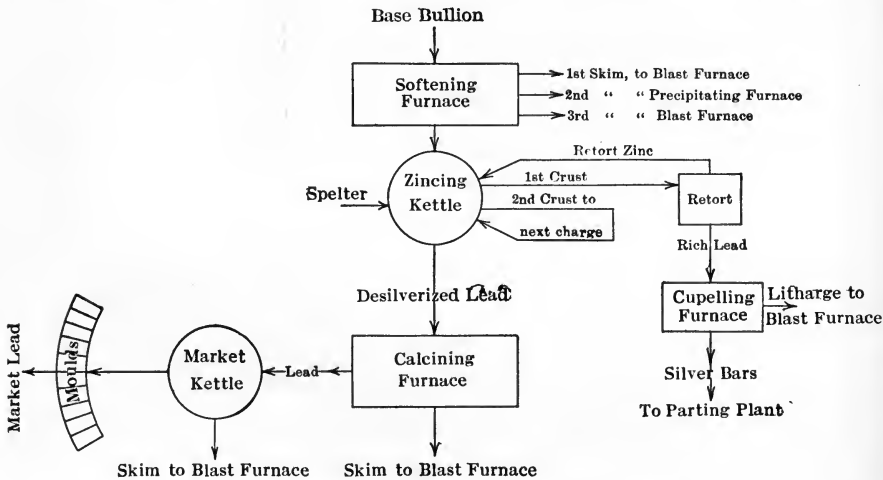 Base Bullion
Softening
Furnace
1st Skim, to Blast Furnace
2nd " " Precipitating Furnace
3rd " " Blast Furnace
Retort Zinc
Zincing
Kettle
Spelter
1st Crust
2nd Crust to
next charge
Retort
Rich Lead
Cupelling
Furnace
Litharge to
Blast Furnace
Silver Bars
To Parting Plant
Desilverized Lead
Calcining
Furnace
Lead
Market
Kettle
Moulds
Market Lead
Skim to Blast Furnace
Skim to Blast Furnace